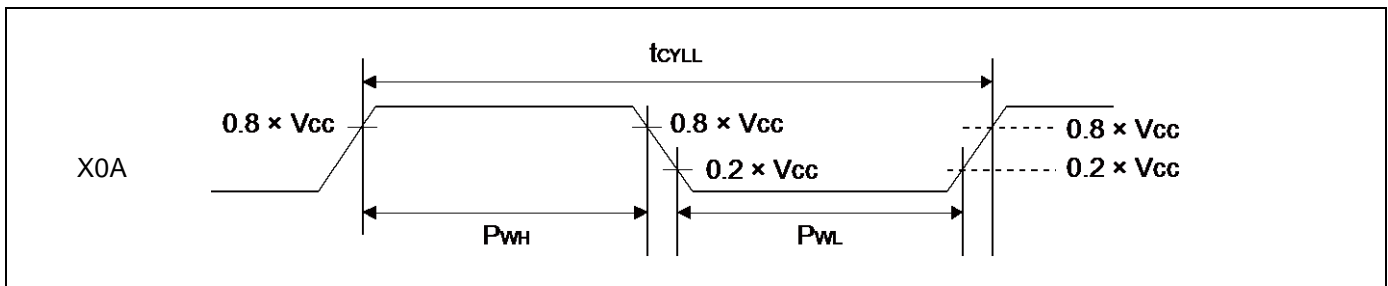 tCYLL
0.8 × Vcc
0.8 × Vcc
0.8 × Vcc
X0A
0.2 × Vcc
0.2 × Vcc
PWH
PWL